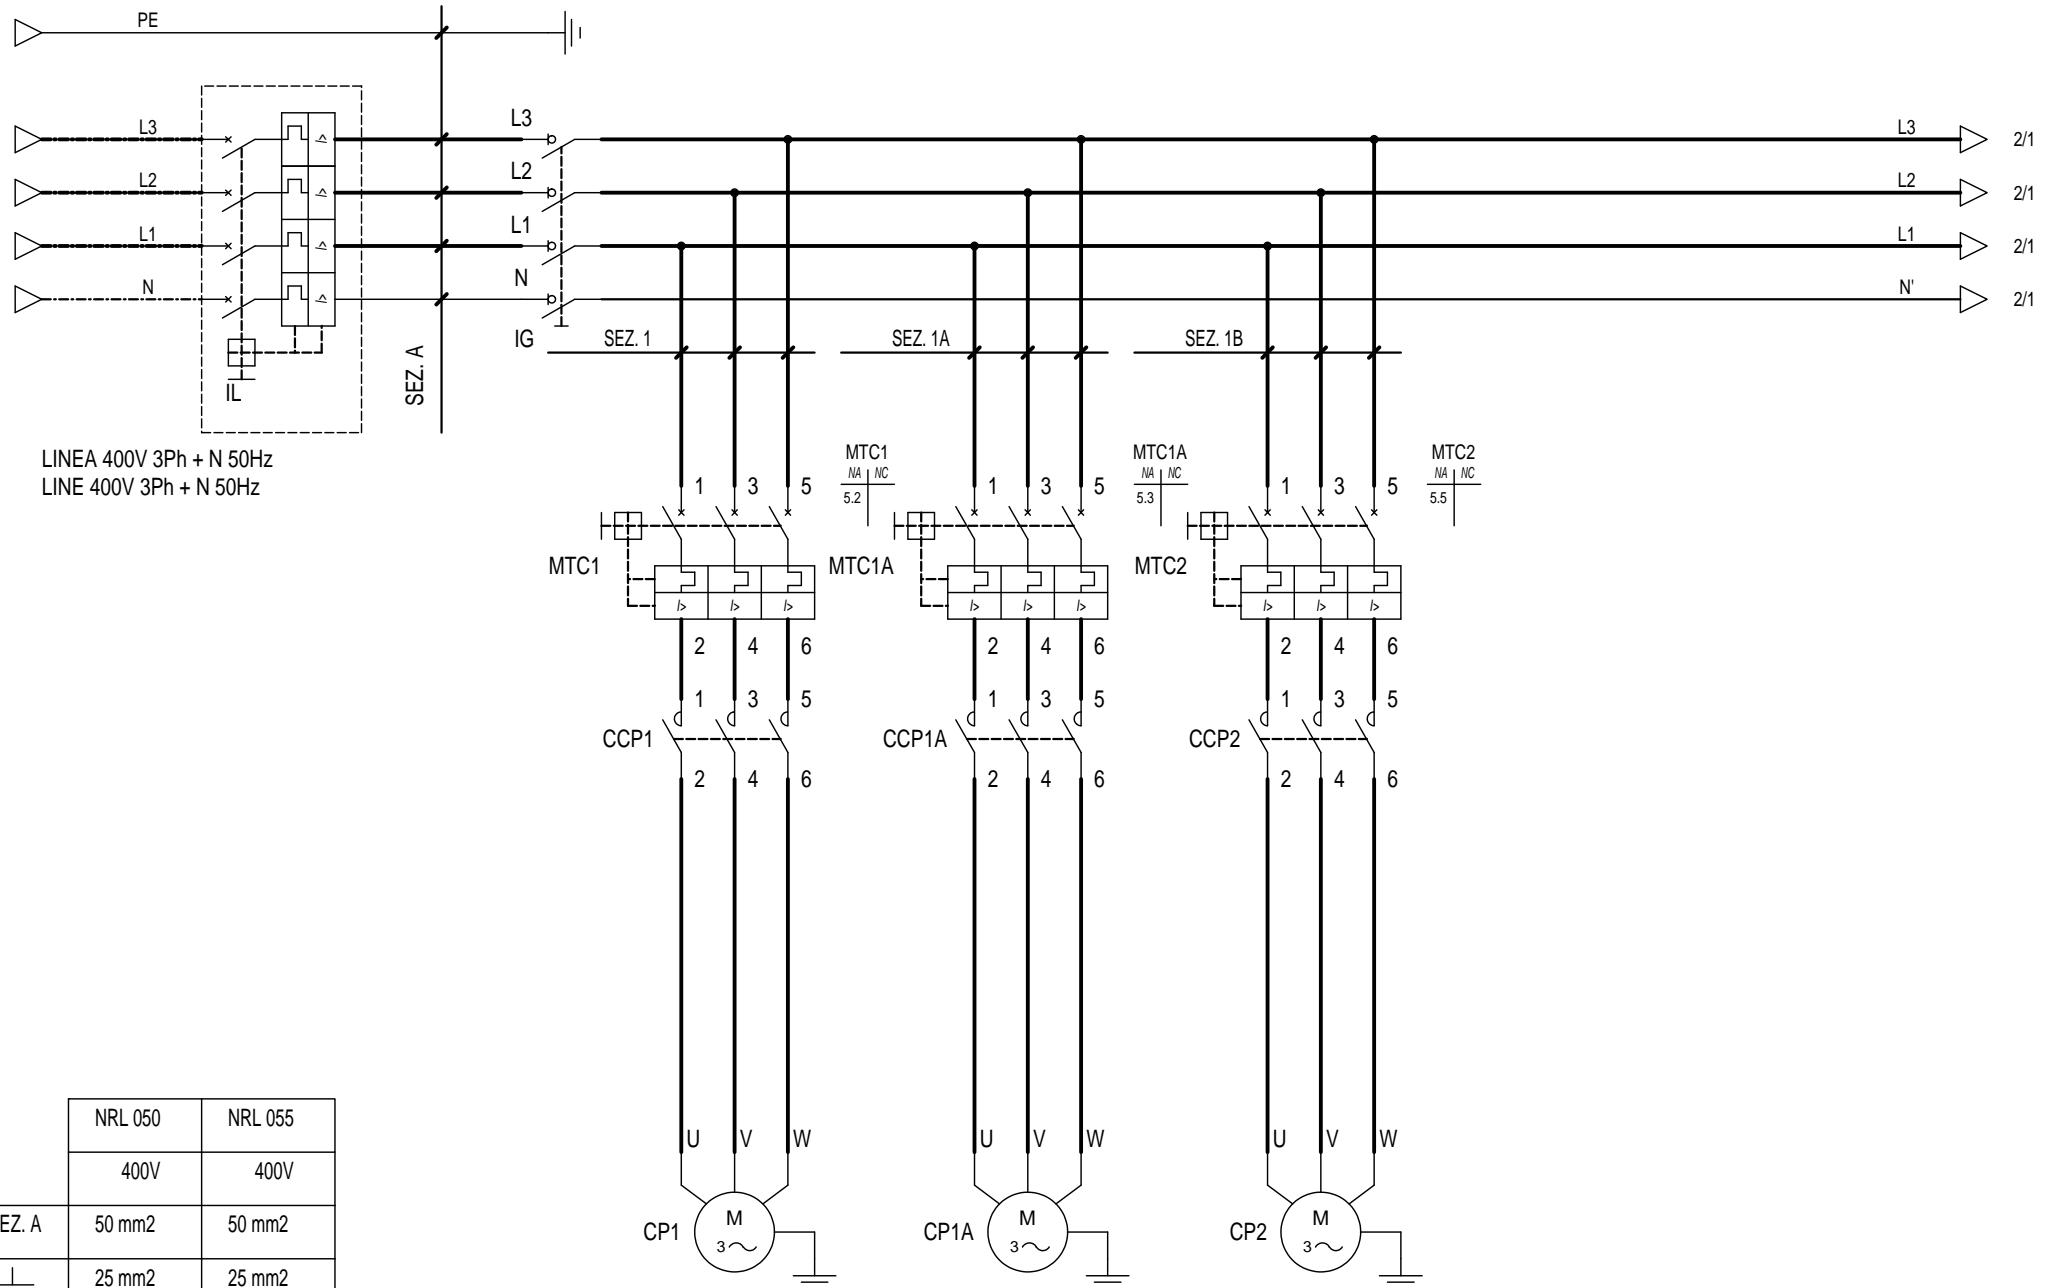 PE
L3
L3
L3
2/1
L2
L2
L2
2/1
L1
L1
L1
2/1
N
N
N'
2/1
IG
SEZ. 1
SEZ. 1A
SEZ. 1B
SEZ. A
IL
LINEA 400V 3Ph + N 50Hz
LINE 400V 3Ph + N 50Hz
MTC1
NA NC
5.2
MTC1A
NA NC
5.3
MTC2
NA NC
5.5
1 3 5
1 3 5
1 3 5
MTC1
MTC1A
MTC2
I> I> I>
I> I> I>
I> I> I>
I> I> I> I>
2 4 6
2 4 6
2 4 6
1 3 5
1 3 5
1 3 5
CCP1
CCP1A
CCP2
2 4 6
2 4 6
2 4 6
U V W
U V W
U V W
CP1
M
3
CP1A
M
3
CP2
M
3
NRL 050 NRL 055
400V 400V
EZ. A 50 mm2 50 mm2
25 mm2 25 mm2